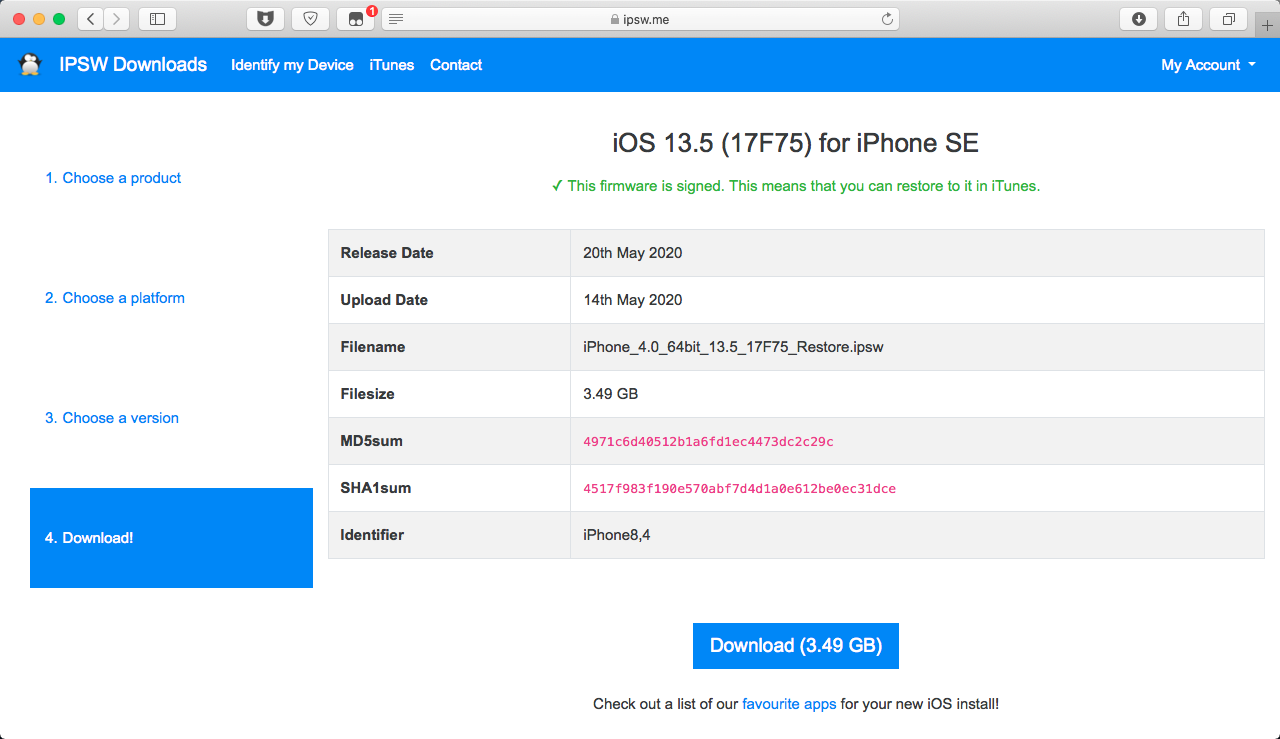 1
ipsw.me
IPSW Downloads Identify my Device iTunes Contact My Account
iOS 13.5 (17F75) for iPhone SE
✓ This firmware is signed. This means that you can restore to it in iTunes.
1. Choose a product
2. Choose a platform
3. Choose a version
4. Download!
Release Date 20th May 2020
Upload Date 14th May 2020
Filename iPhone_4.0_64bit_13.5_17F75_Restore.ipsw
Filesize 3.49 GB
MD5sum 4971c6d40512b1a6fd1ec4473dc2c29c
SHA1sum 4517f983f190e570abf7d4d1a0e612be0ec31dce
Identifier iPhone8,4
Download (3.49 GB)
Check out a list of our favourite apps for your new iOS install!